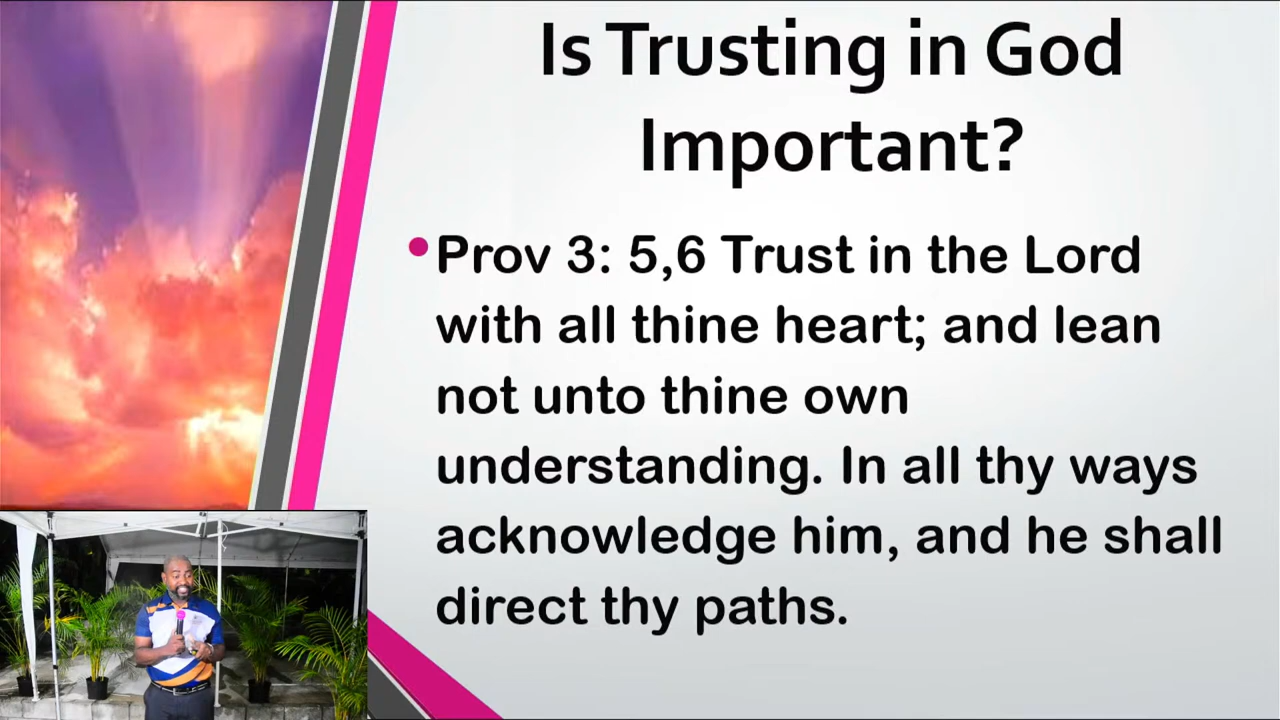 Is Trusting in God
Important?
•Prov 3: 5,6 Trust in the Lord
with all thine heart; and lean
not unto thine own
understanding. In all thy ways
acknowledge him, and he shall
direct thy paths.